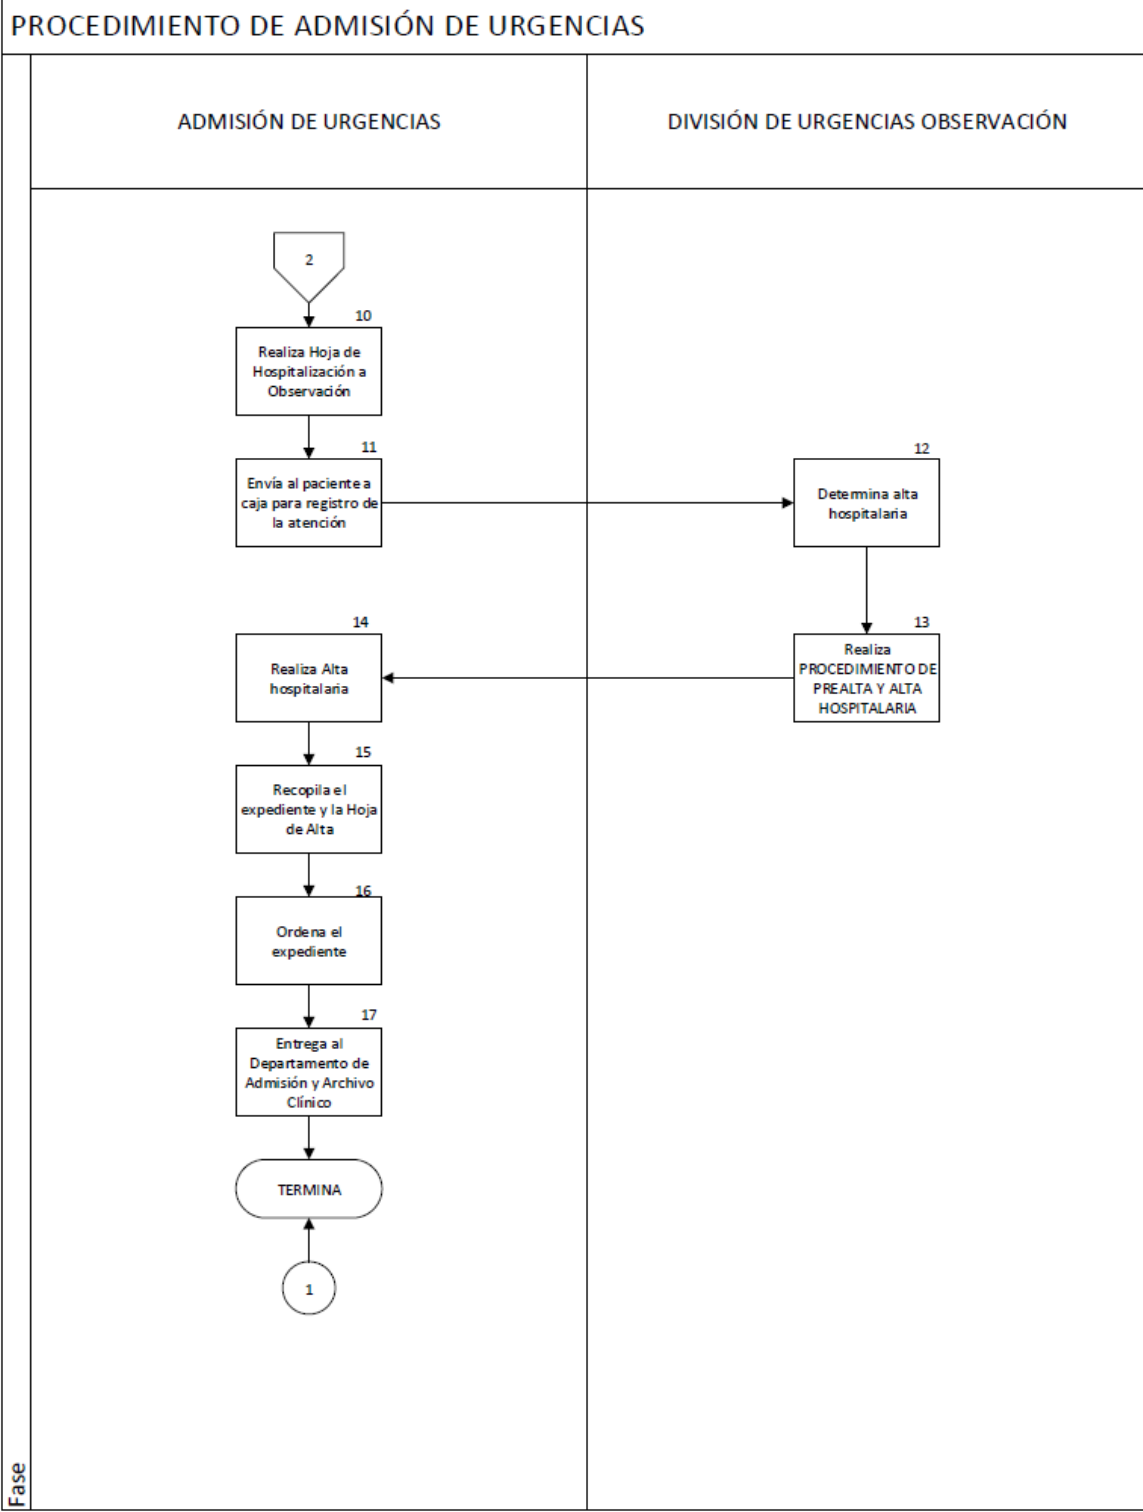 PROCEDIMIENTO DE ADMISIÓN DE URGENCIAS
ADMISIÓN DE URGENCIAS
DIVISIÓN DE URGENCIAS OBSERVACIÓN
2
10
Realiza Hoja de
Hospitalización a
Observación
11
Envía al paciente a
caja para registro de
la atención
12
Determina alta
hospitalaria
13
Realiza
PROCEDIMIENTO DE
PREALTA Y ALTA
HOSPITALARIA
14
Realiza Alta
hospitalaria
15
Recopila el
expediente y la Hoja
de Alta
16
Ordena el
expediente
17
Entrega al
Departamento de
Admisión y Archivo
Clínico
TERMINA
1
Fase